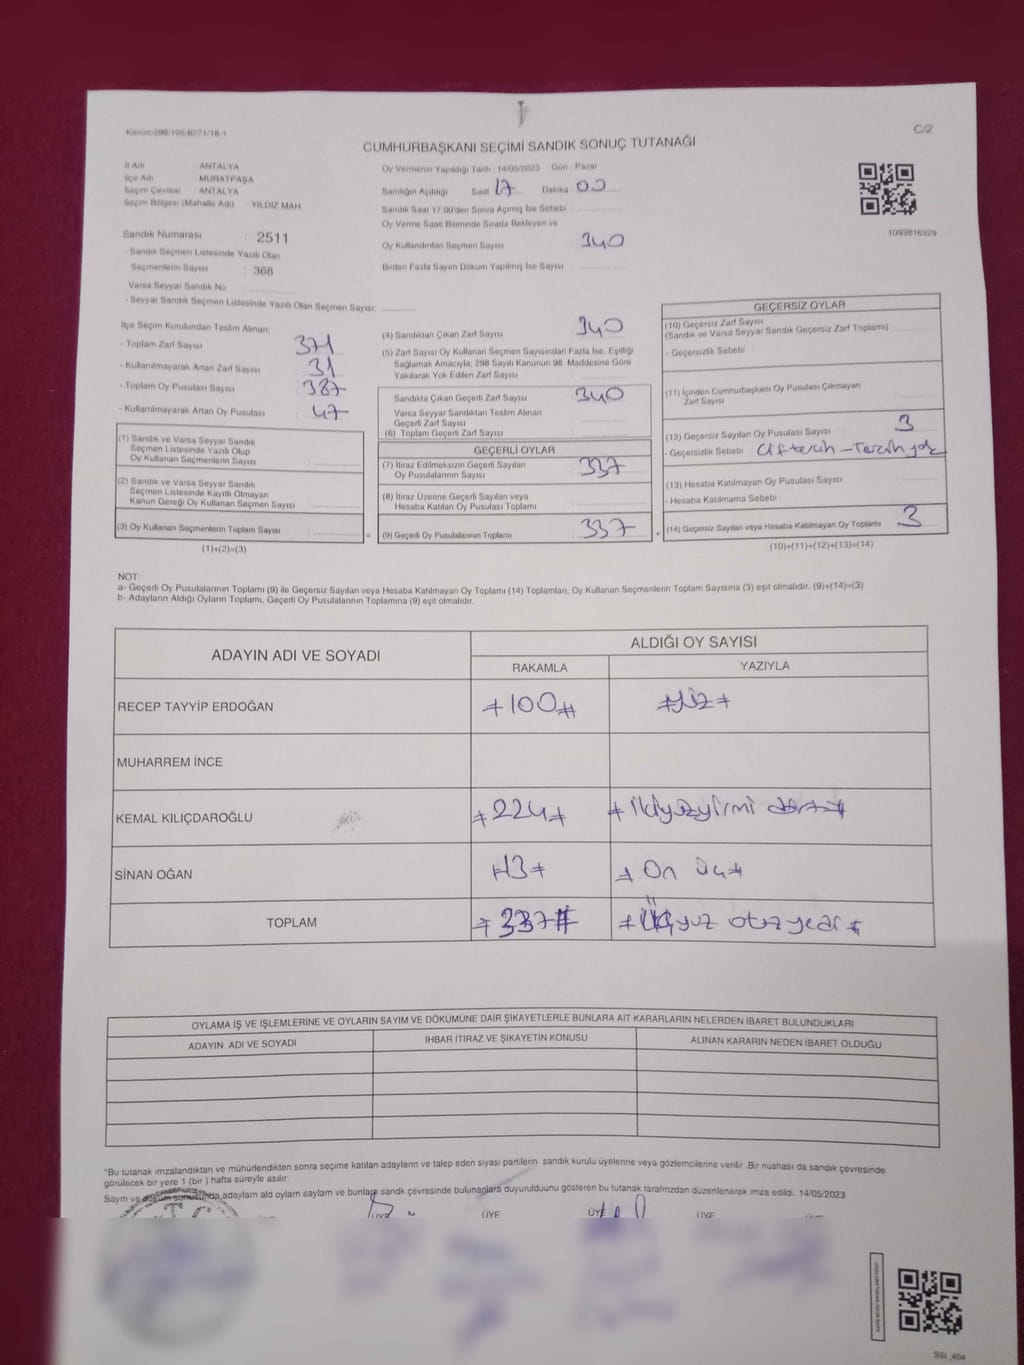 Kanun:298/105,6271/18-1
C/2
CUMHURBAŞKANI SEÇİMİ SANDIK SONUÇ TUTANAĞI
İl Adı : ANTALYA
İlçe Adı : MURATPAŞA
Seçim Çevresi : ANTALYA
Seçim Bölgesi (Mahalle Adı) : YILDIZ MAH.
Sandık Numarası : 2511
- Sandık Seçmen Listesinde Yazılı Olan
Seçmenlerin Sayısı : 368
Varsa Seyyar Sandık No :
- Seyyar Sandık Seçmen Listesinde Yazılı Olan Seçmen Sayısı:
Oy Vermenin Yapıldığı Tarih 14/05/2023 Gün : Pazar
Sandığın Açıldığı Saat 17 Dakika 00
Sandık Saat 17:00'den Sonra Açılmış İse Sebebi
Oy Verme Saati Bitiminde Sırada Bekleyen ve
Oy Kullandırılan Seçmen Sayısı : 340
Birden Fazla Sayım Döküm Yapılmış İse Sayısı :
1093816329
İlçe Seçim Kurulundan Teslim Alınan;
- Toplam Zarf Sayısı : 371
- Kullanılmayarak Artan Zarf Sayısı : 31
- Toplam Oy Pusulası Sayısı : 387
- Kullanılmayarak Artan Oy Pusulası : 47
(1) Sandık ve Varsa Seyyar Sandık
Seçmen Listesinde Yazılı Olup
Oy Kullanan Seçmenlerin Sayısı :
(2) Sandık ve Varsa Seyyar Sandık
Seçmen Listesinde Kayıtlı Olmayan
Kanun Gereği Oy Kullanan Seçmen Sayısı :
(3) Oy Kullanan Seçmenlerin Toplam Sayısı :
(1)+(2)=(3)
(4) Sandıktan Çıkan Zarf Sayısı : 340
(5) Zarf Sayısı Oy Kullanan Seçmen Sayısından Fazla İse, Eşitliği
Sağlamak Amacıyla, 298 Sayılı Kanunun 98. Maddesine Göre
Yakılarak Yok Edilen Zarf Sayısı :
Sandıkta Çıkan Geçerli Zarf Sayısı : 340
Varsa Seyyar Sandıktan Teslim Alınan
Geçerli Zarf Sayısı :
(6) Toplam Geçerli Zarf Sayısı :
GEÇERLİ OYLAR
(7) İtiraz Edilmeksizin Geçerli Sayılan
Oy Pusulalarının Sayısı : 337
(8) İtiraz Üzerine Geçerli Sayılan veya
Hesaba Katılan Oy Pusulası Toplamı :
(9) Geçerli Oy Pusulalarının Toplamı : 337
GEÇERSİZ OYLAR
(10) Geçersiz Zarf Sayısı
(Sandık ve Varsa Seyyar Sandık Geçersiz Zarf Toplamı)
- Geçersizlik Sebebi :
(11) İçinden Cumhurbaşkanı Oy Pusulası Çıkmayan
Zarf Sayısı :
(12) Geçersiz Sayılan Oy Pusulası Sayısı : 3
- Geçersizlik Sebebi : Çift tercih - Tercih yok
(13) Hesaba Katılmayan Oy Pusulası Sayısı :
- Hesaba Katılmama Sebebi :
(14) Geçersiz Sayılan veya Hesaba Katılmayan Oy Toplamı : 3
(10)+(11)+(12)+(13)=(14)
NOT:
a- Geçerli Oy Pusulalarının Toplamı (9) ile Geçersiz Sayılan veya Hesaba Katılmayan Oy Toplamı (14) Toplamları, Oy Kullanan Seçmenlerin Toplam Sayısına (3) eşit olmalıdır. (9)+(14)=(3)
b- Adayların Aldığı Oyların Toplamı, Geçerli Oy Pusulalarının Toplamına (9) eşit olmalıdır.
ADAYIN ADI VE SOYADI
ALDIĞI OY SAYISI
RAKAMLA YAZIYLA
RECEP TAYYİP ERDOĞAN #100# #Yüz#
MUHARREM İNCE
KEMAL KILIÇDAROĞLU #224# #ikiyüzyirmi dört#
SİNAN OĞAN #13# #On üç#
TOPLAM #337# #Üçyüz otuzyedi#
OYLAMA İŞ VE İŞLEMLERİNE VE OYLARIN SAYIM VE DÖKÜMÜNE DAİR ŞİKAYETLERLE BUNLARA AİT KARARLARIN NELERDEN İBARET BULUNDUKLARI
ADAYIN ADI VE SOYADI İHBAR İTİRAZ VE ŞİKAYETİN KONUSU ALINAN KARARIN NEDEN İBARET OLDUĞU
*Bu tutanak imzalandıktan ve mühürlendikten sonra seçime katılan adayların ve talep eden siyasi partilerin sandık kurulu üyelerine veya gözlemcilerine verilir .Bir nüshası da sandık çevresinde
görülecek bir yere 1 (bir ) hafta süreyle asılır.
Sayım ve döküm adayların aldı oyların sayıları ve bunları sandık çevresinde bulunanlara duyurulduunu gösteren bu tutanak tarafımızdan düzenlenerek imza edildi. 14/05/2023
T.C.
ÜYE ÜYE ÜYE ÜYE